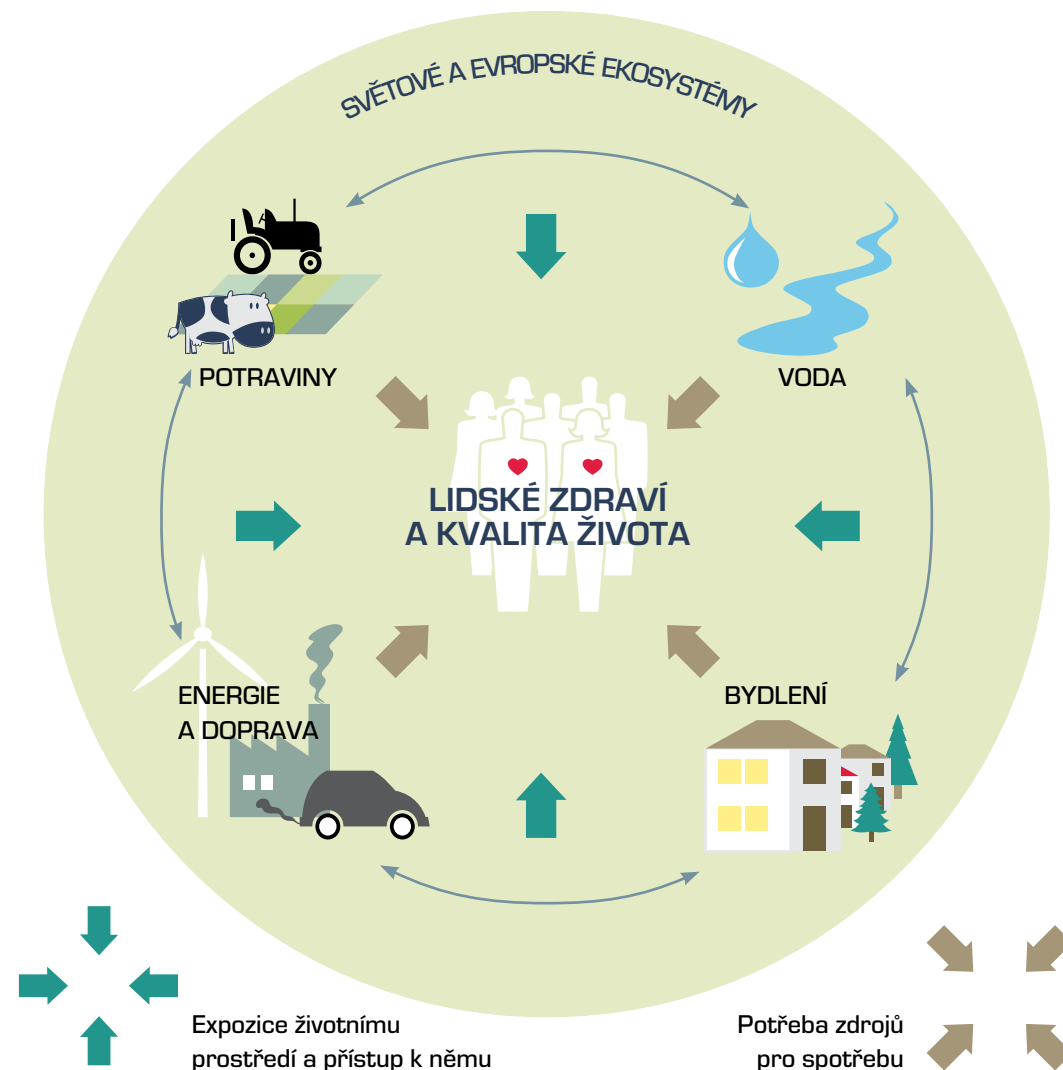 SVĚTOVÉ A EVROPSKÉ EKOSYSTÉMY
POTRAVINY
VODA
LIDSKÉ ZDRAVÍ
A KVALITA ŽIVOTA
ENERGIE
A DOPRAVA
BYDLENÍ
Expozice životnímu
prostředí a přístup k němu
Potřeba zdrojů
pro spotřebu